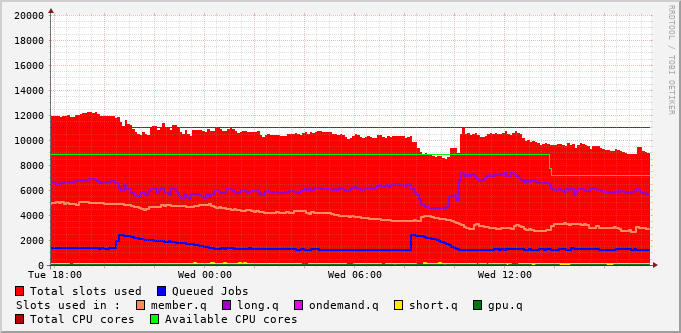 20000
18000
16000
14000
12000
10000
8000
6000
4000
2000
0
Tue 18:00 Wed 00:00 Wed 06:00 Wed 12:00
Total slots used Queued Jobs
Slots used in : member.q long.q ondemand.q short.q gpu.q
Total CPU cores Available CPU cores
RRDTOOL / TOBI OETIKER